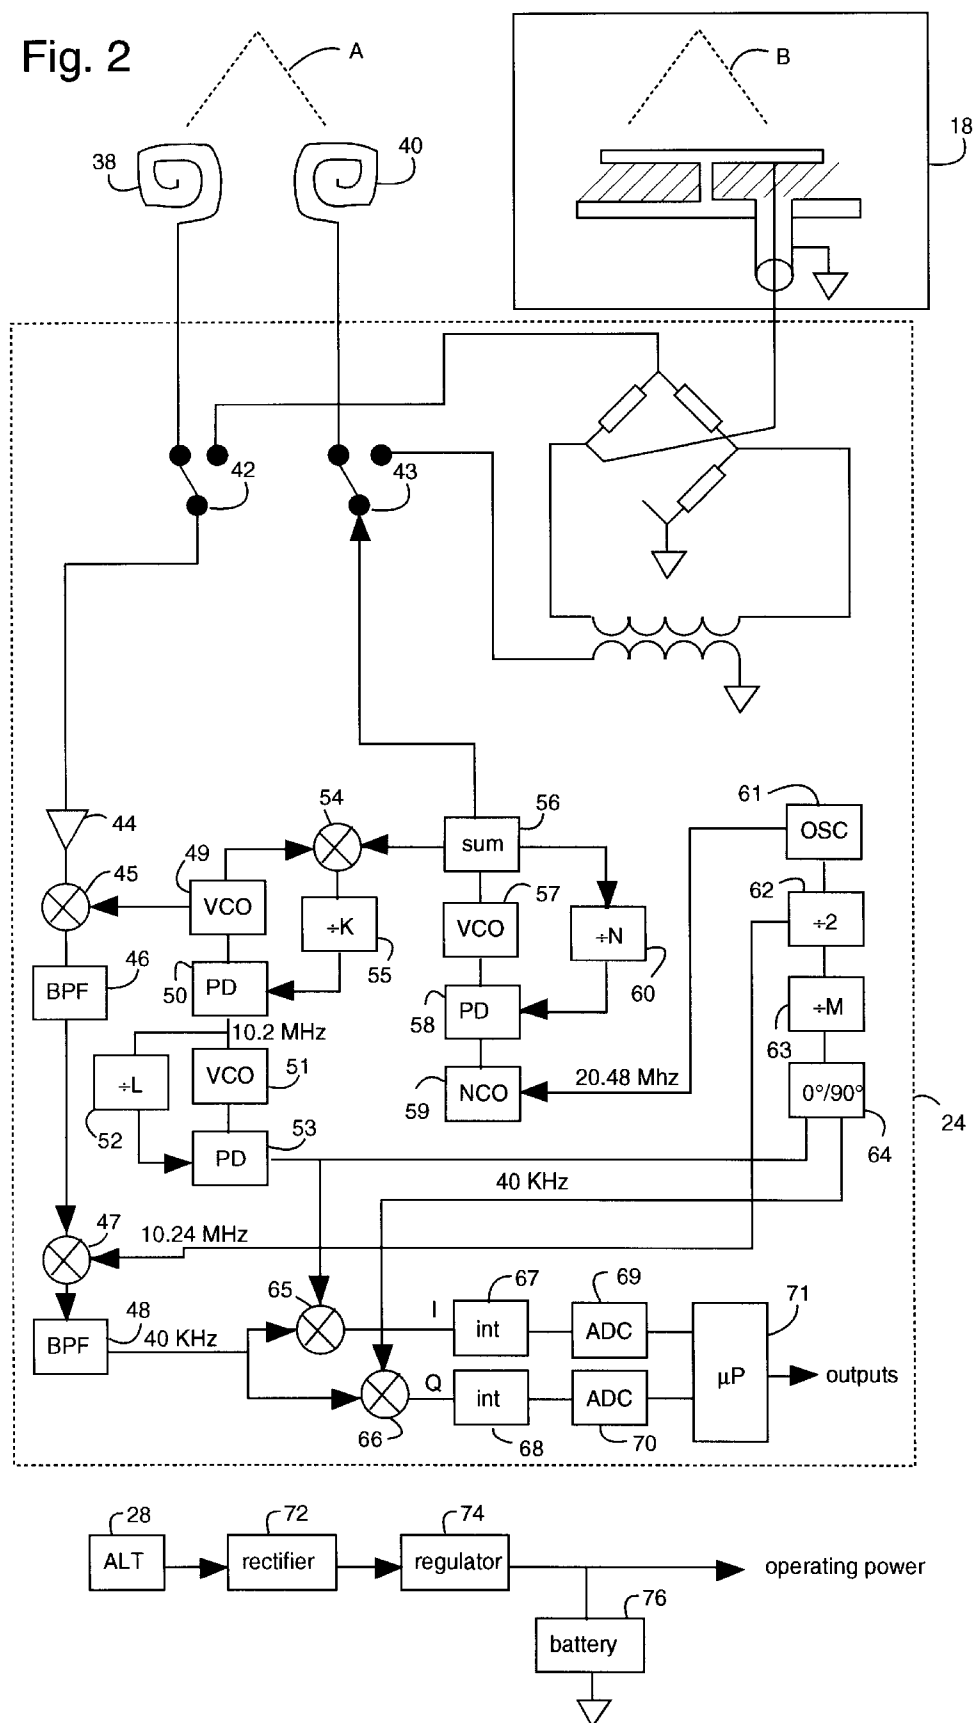 Fig. 2
A
B
18
38
40
42
43
44
54
56
61
OSC
sum
45
49
VCO
57
62
÷2
÷K
VCO
÷N
46
BPF
50
PD
55
60
58
PD
÷M
63
10.2 MHz
51
VCO
÷L
52
59
NCO
20.48 Mhz
0°/90°
64
24
53
PD
40 KHz
47
10.24 MHz
65
I
67
int
69
ADC
71
48
BPF
40 KHz
µP
outputs
Q
66
int
68
ADC
70
28
ALT
72
rectifier
74
regulator
operating power
76
battery